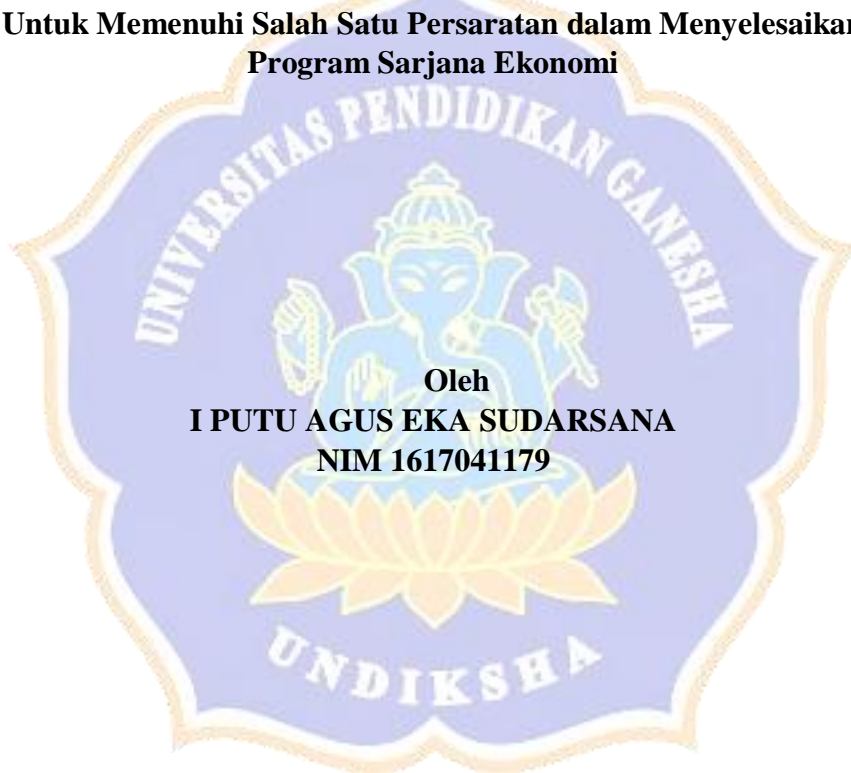 Untuk Memenuhi Salah Satu Persaratan dalam Menyelesaikan
Program Sarjana Ekonomi
UNIVERSITAS PENDIDIKAN GANESHA
Oleh
I PUTU AGUS EKA SUDARSANA
NIM 1617041179
UNDIKSHA